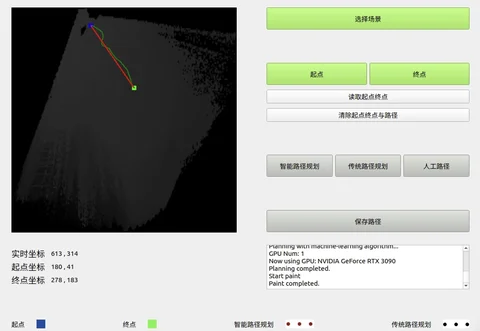 选择场景
起点 终点
读取起点终点
清除起点终点与路径
智能路径规划 传统路径规划 人工路径
保存路径
实时坐标 613,314
起点坐标 180,41
终点坐标 278,183
Planning with machine-learning algorithm...
GPU Num: 1
Now using GPU: NVIDIA GeForce RTX 3090
Planning completed.
Start paint
Paint completed.
起点 终点 智能路径规划 传统路径规划